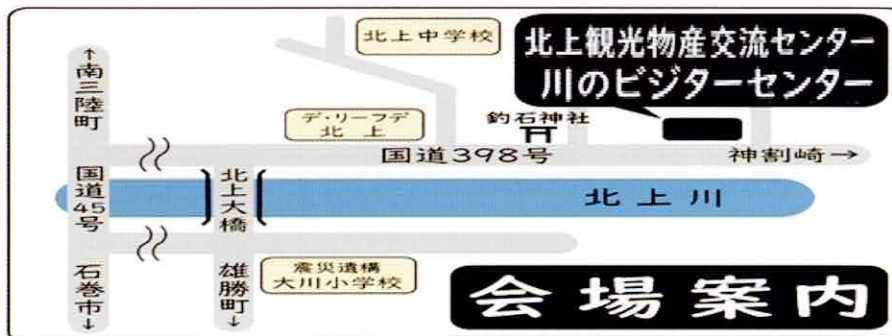 北上中学校
北上観光物産交流センター
川のビジターセンター
↑
南三陸町
デ・リーフデ
北上
釣石神社
国道398号
神割崎→
国道45号
北上大橋
北上川
石巻市
↓
雄勝町
↓
震災遺構
大川小学校
会場案内